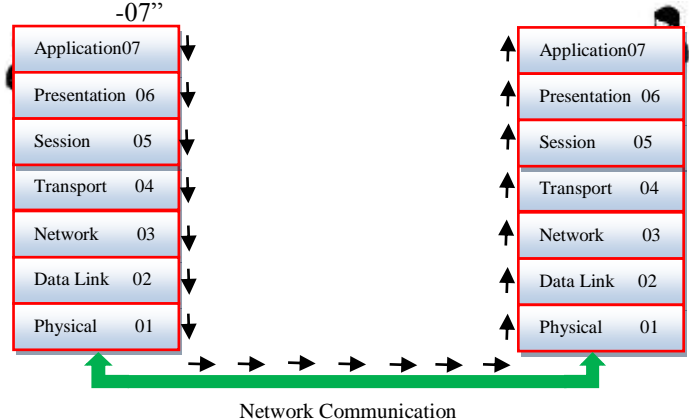 -07”
Application07
Presentation 06
Session 05
Transport 04
Network 03
Data Link 02
Physical 01
Application07
Presentation 06
Session 05
Transport 04
Network 03
Data Link 02
Physical 01
Network Communication